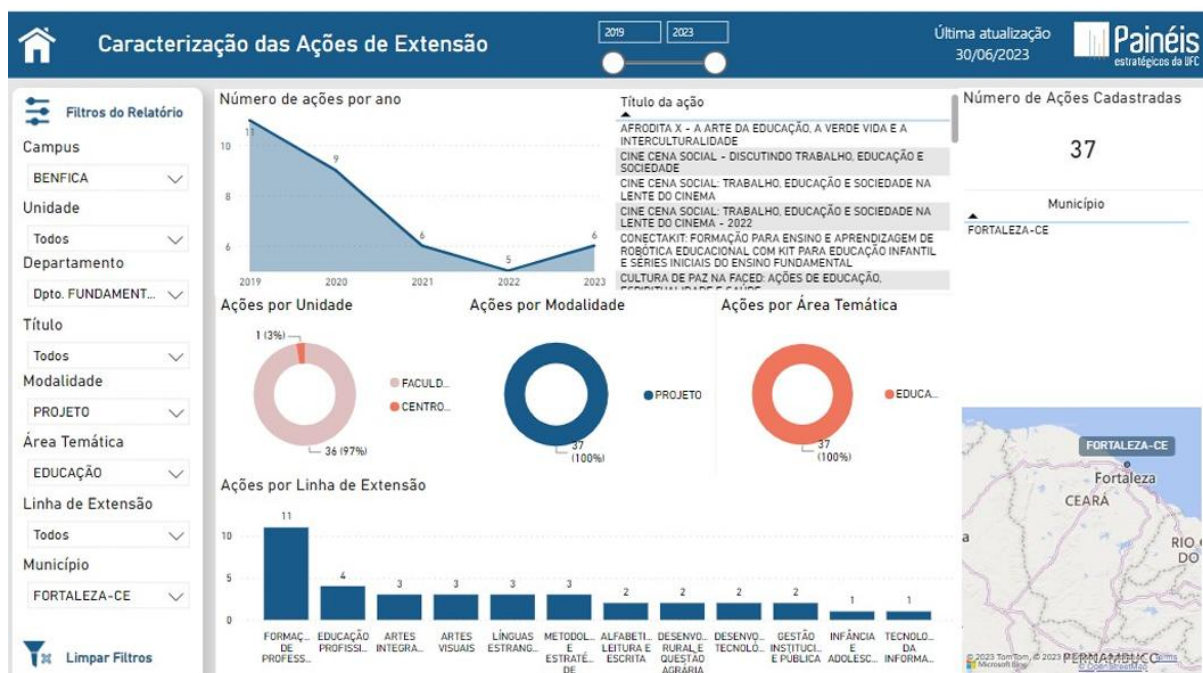 Caracterização das Ações de Extensão
2019
2023
Última atualização
30/06/2023
Painéis
estratégicos da UFC
Filtros do Relatório
Campus
BENFICA
Unidade
Todos
Departamento
Dpto. FUNDAMENT...
Título
Todos
Modalidade
PROJETO
Área Temática
EDUCAÇÃO
Linha de Extensão
Todos
Município
FORTALEZA-CE
Limpar Filtros
Número de ações por ano
10
8
6
11
9
6
5
6
2019
2020
2021
2022
2023
Título da ação
AFRODITA X - A ARTE DA EDUCAÇÃO, A VERDE VIDA E A
INTERCULTURALIDADE
CINE CENA SOCIAL - DISCUTINDO TRABALHO, EDUCAÇÃO E
SOCIEDADE
CINE CENA SOCIAL: TRABALHO, EDUCAÇÃO E SOCIEDADE NA
LENTE DO CINEMA
CINE CENA SOCIAL: TRABALHO, EDUCAÇÃO E SOCIEDADE NA
LENTE DO CINEMA - 2022
CONECTAKIT: FORMAÇÃO PARA ENSINO E APRENDIZAGEM DE
ROBÓTICA EDUCACIONAL COM KIT PARA EDUCAÇÃO INFANTIL
E SÉRIES INICIAIS DO ENSINO FUNDAMENTAL
CULTURA DE PAZ NA FACED: AÇÕES DE EDUCAÇÃO,
Número de Ações Cadastradas
37
Município
FORTALEZA-CE
Ações por Unidade
1 (3%)
36 (97%)
FACULD...
CENTRO...
Ações por Modalidade
37
(100%)
PROJETO
Ações por Área Temática
37
(100%)
EDUCA...
Ações por Linha de Extensão
10
5
0
11
4
3
3
3
3
2
2
2
2
1
1
FORMAÇ...
DE
PROFESS...
EDUCAÇÃO
PROFISSI...
ARTES
INTEGRA...
ARTES
VISUAIS
LÍNGUAS
ESTRANG...
METODOL...
E
ESTRATÉ...
DE
ALFABETI...
LEITURA E
ESCRITA
DESENVO...
RURAL E
QUESTÃO
AGRÁRIA
DESENVO...
TECNOLÓ...
GESTÃO
INSTITUCI...
E PÚBLICA
INFÂNCIA
E
ADOLESC...
TECNOLO...
DA
INFORMA...
FORTALEZA-CE
Fortaleza
CEARÁ
a
RIO
DO
PERNAMBUCO
© 2023 TomTom, © 2023
Terms
Microsoft Bing
© OpenStreetMap